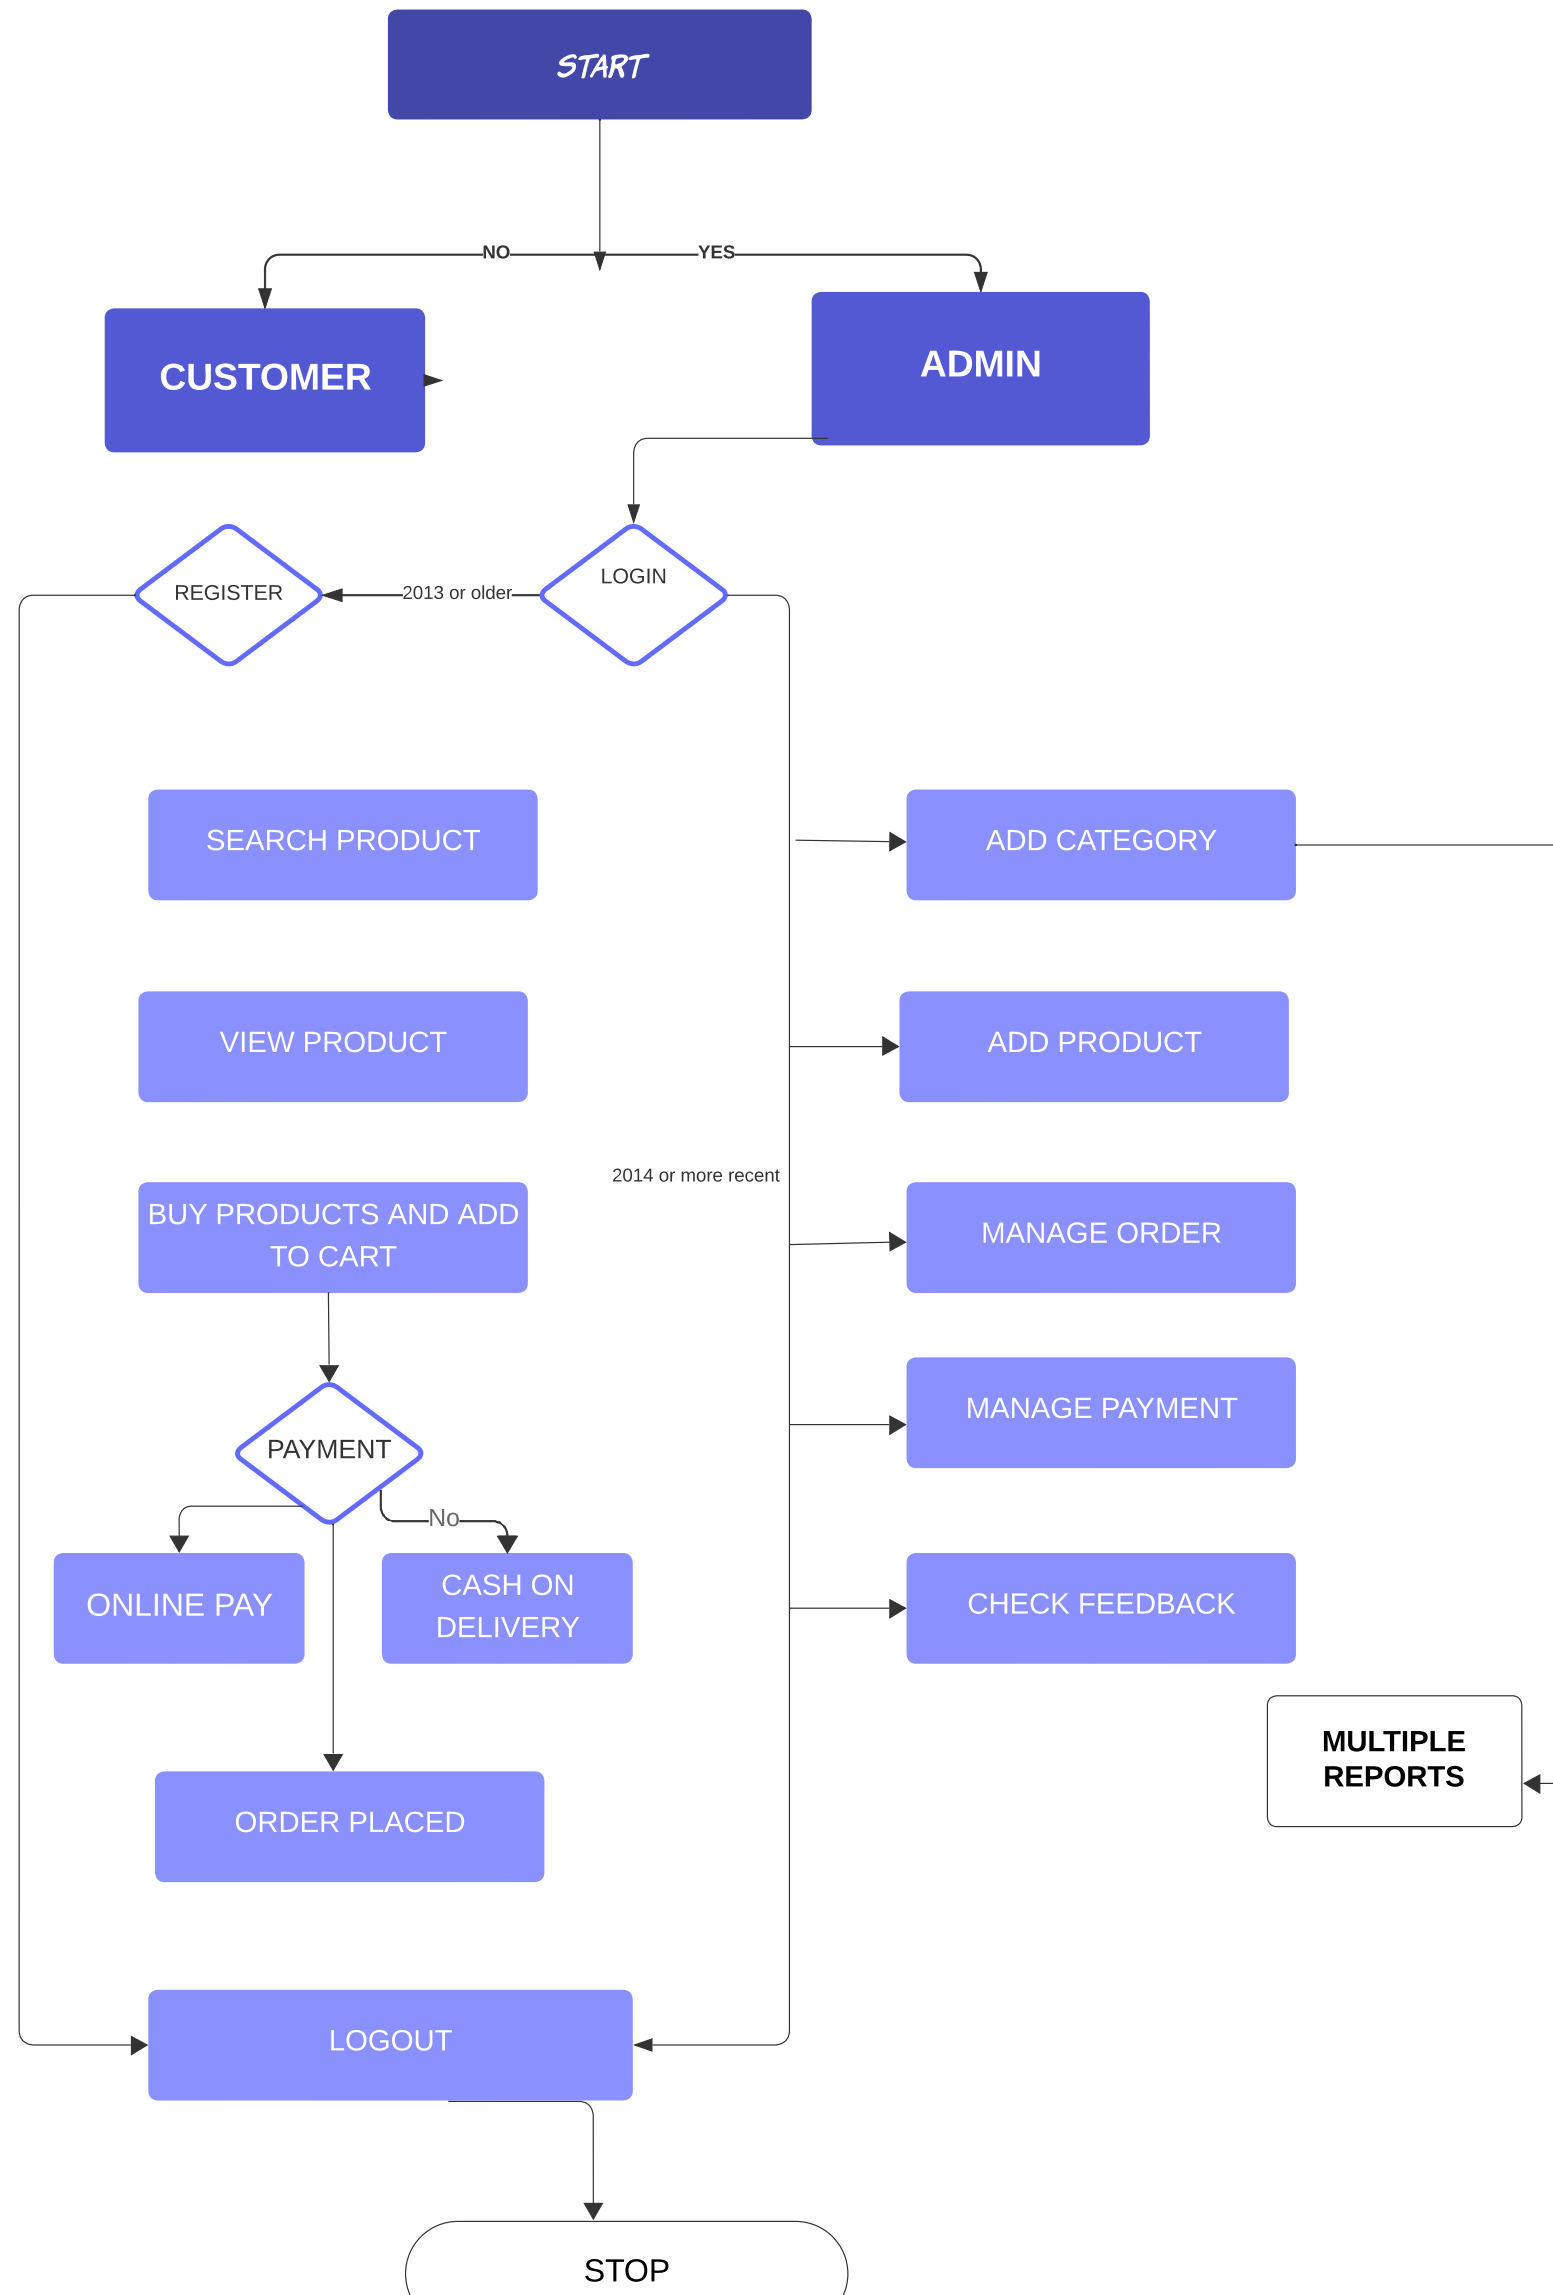 START
NO
YES
CUSTOMER
ADMIN
REGISTER
2013 or older
LOGIN
SEARCH PRODUCT
ADD CATEGORY
VIEW PRODUCT
ADD PRODUCT
2014 or more recent
BUY PRODUCTS AND ADD
TO CART
MANAGE ORDER
MANAGE PAYMENT
PAYMENT
No
ONLINE PAY
CASH ON
DELIVERY
CHECK FEEDBACK
MULTIPLE
REPORTS
ORDER PLACED
LOGOUT
STOP